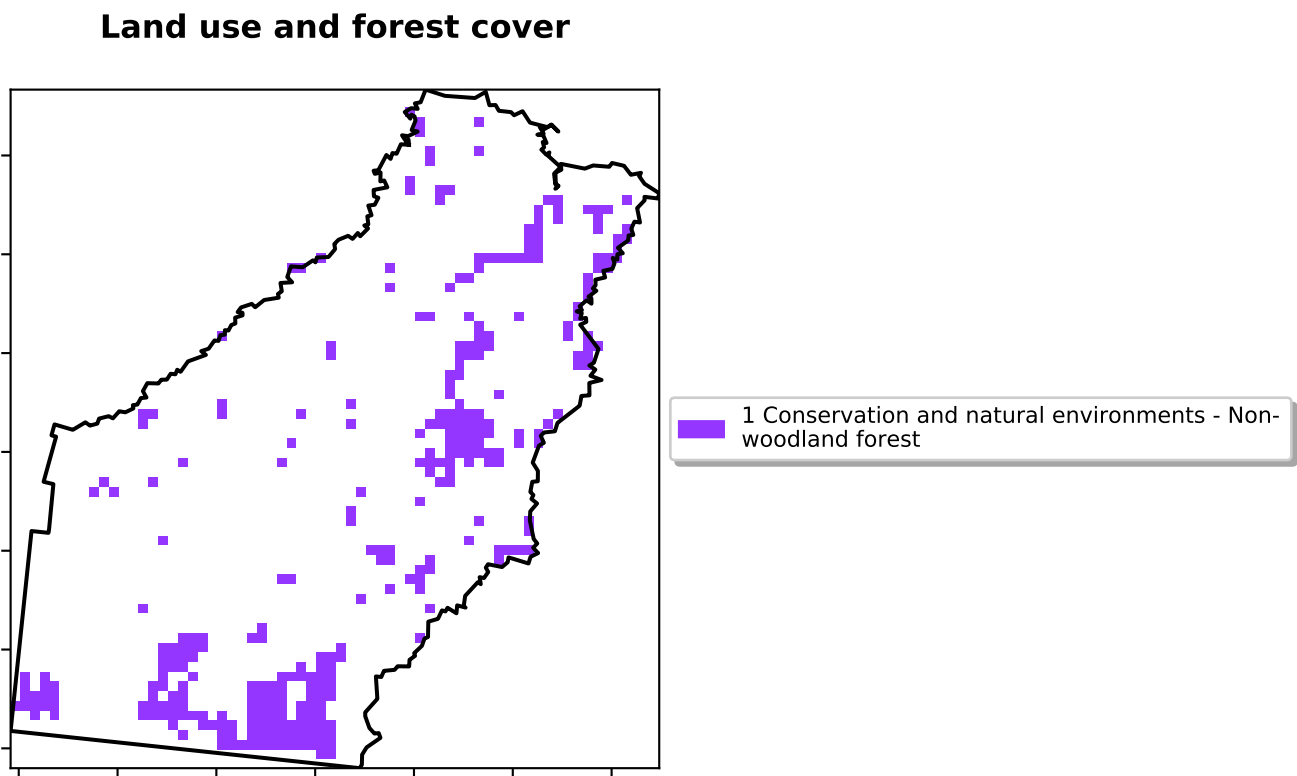 Land use and forest cover
1 Conservation and natural environments - Non-
woodland forest